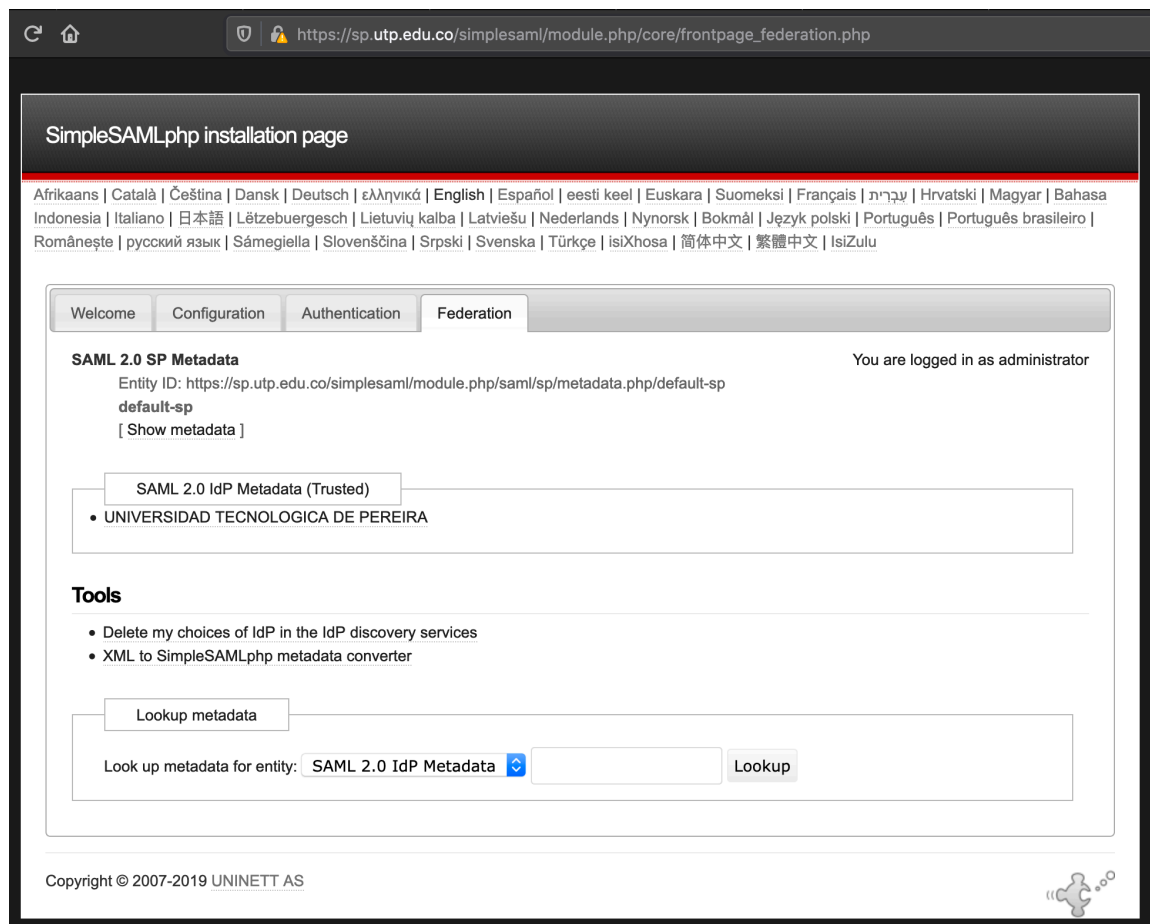 https://sp.utp.edu.co/simplesaml/module.php/core/frontpage_federation.php
SimpleSAMLphp installation page
Afrikaans | Català | Čeština | Dansk | Deutsch | ελληνικά | English | Español | eesti keel | Euskara | Suomeksi | Français | עִבְרִית | Hrvatski | Magyar | Bahasa
Indonesia | Italiano | 日本語 | Lëtzebuergesch | Lietuvių kalba | Latviešu | Nederlands | Nynorsk | Bokmål | Język polski | Português | Português brasileiro |
Românește | русский язык | Sámegiella | Slovenščina | Srpski | Svenska | Türkçe | isiXhosa | 简体中文 | 繁體中文 | IsiZulu
Welcome Configuration Authentication Federation
SAML 2.0 SP Metadata You are logged in as administrator
Entity ID: https://sp.utp.edu.co/simplesaml/module.php/saml/sp/metadata.php/default-sp
default-sp
[ Show metadata ]
SAML 2.0 IdP Metadata (Trusted)
• UNIVERSIDAD TECNOLOGICA DE PEREIRA
Tools
• Delete my choices of IdP in the IdP discovery services
• XML to SimpleSAMLphp metadata converter
Lookup metadata
Look up metadata for entity: SAML 2.0 IdP Metadata Lookup
Copyright © 2007-2019 UNINETT AS